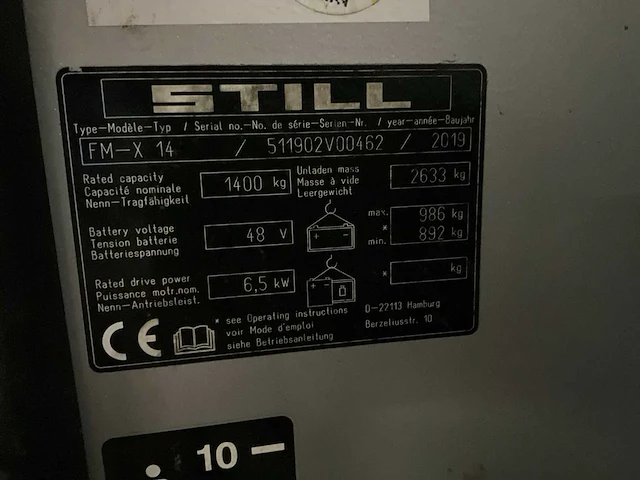 STILL
Type-Modèle-Typ / Serial no.-No. de série-Serien-Nr. / year-année-Baujahr
FM-X 14 / 511902V00462 / 2019
Rated capacity
Capacité nominale
Nenn-Tragfähigkeit
1400 kg
Unladen mass
Masse à vide
Leergewicht
2633 kg
Battery voltage
Tension batterie
Batteriespannung
48 V
max. 986 kg
*
min. 892 kg
Rated drive power
Puissance motr.nom.
Nenn-Antriebsleist.
6,5 kW
* kg
CE
* see Operating instructions
voir Mode d'emploi
siehe Betriebsanleitung
D-22113 Hamburg
Berzeliusstr. 10
10